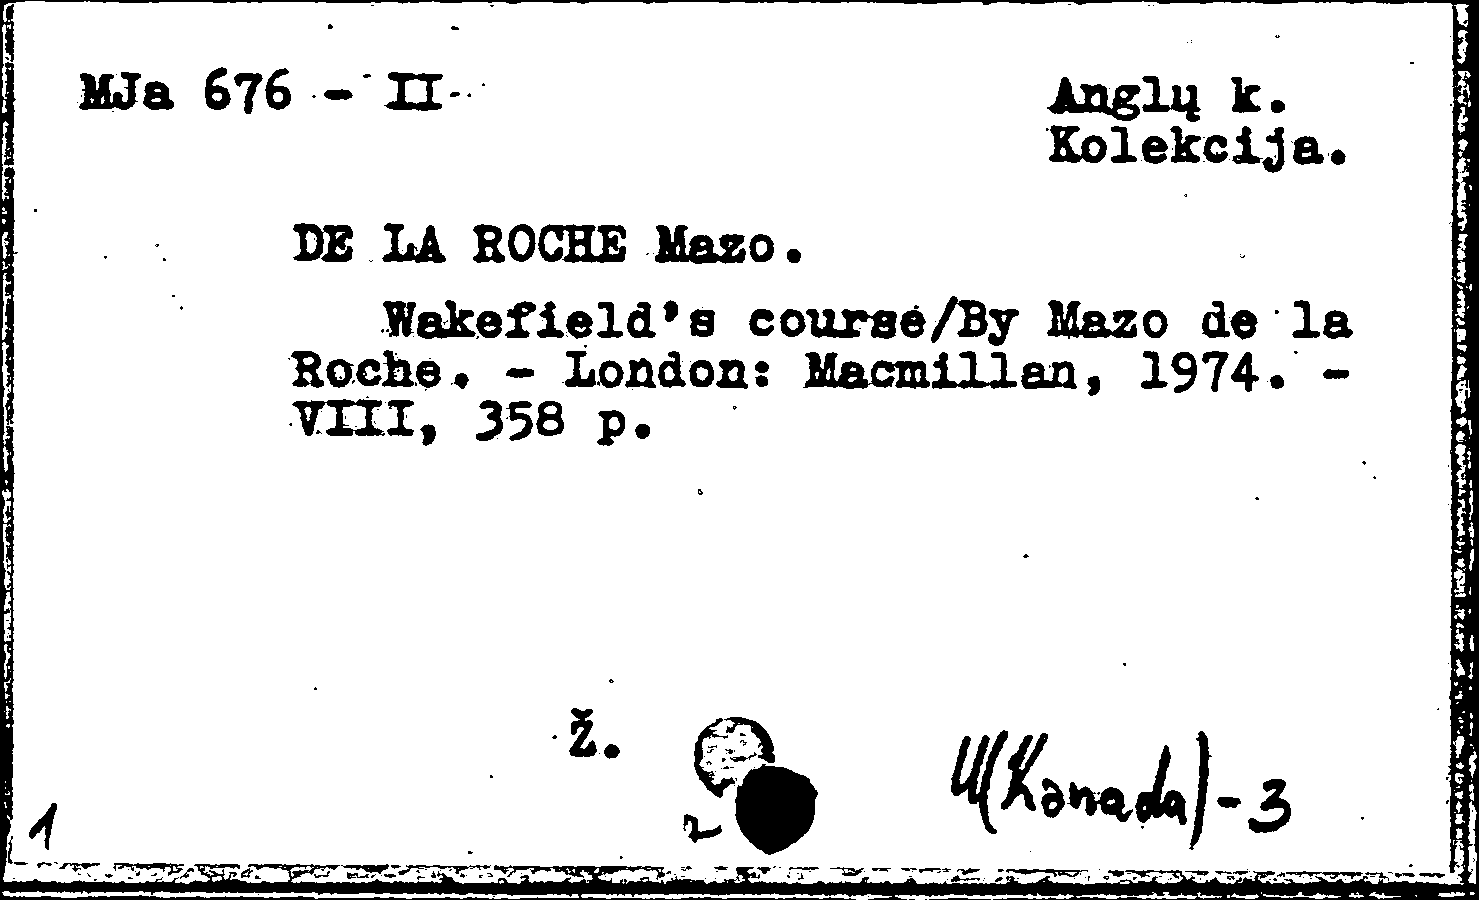 MJa 676 - II
Anglų k.
Kolekcija.
DE LA ROCHE Mazo.
Wakefield's course/By Mazo de la
Roche. - London: Macmillan, 1974. -
VIII, 358 p.
Ž.
(Kanada)-3
2
1